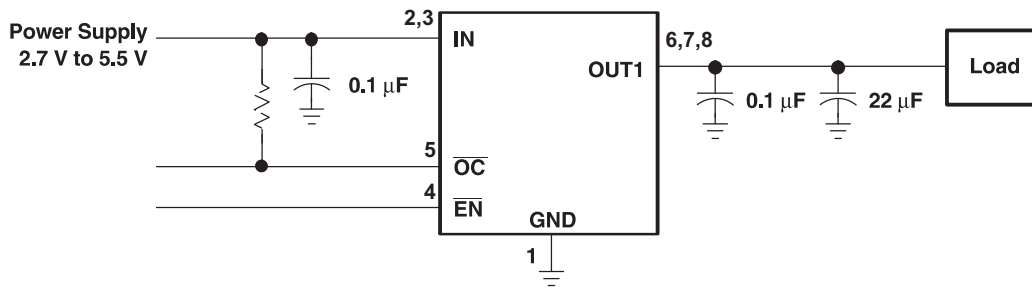 Power Supply
2.7 V to 5.5 V
2,3
IN
0.1 μF
5
OC
4
EN
GND
1
OUT1
6,7,8
0.1 μF
22 μF
Load